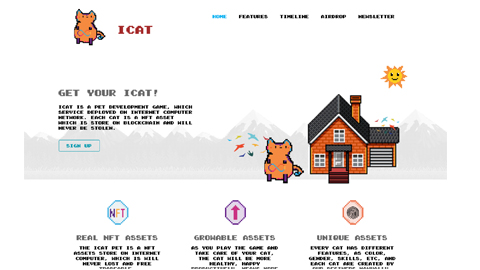 ICAT
HOME FEATURES TIMELINE AIRDROP NEWSLETTER
GET YOUR ICAT!
ICAT IS A PET DEVELOPMENT GAME, WHICH
SERVICE DEPLOYED ON INTERNET COMPUTER
NETWORK. EACH CAT IS A NFT ASSET
WHICH IS STORE ON BLOCKCHAIN AND WILL
NEVER BE STOLEN.
SIGN UP
NFT
REAL NFT ASSETS
THE ICAT PET IS A NFT
ASSETS STORE ON INTERNET
COMPUTER, WHICH IS WILL
NEVER LOST AND FREE
GROWABLE ASSETS
AS YOU PLAY THE GAME AND
TAKE CARE OF YOUR CAT,
THE CAT WILL BE MORE
HEALTHY, HAPPY
UNIQUE ASSETS
EVERY CAT HAS DIFFERENT
FEATURES, AS COLOR,
GENDER, SKILLS, ETC, AND
EACH CAT ARE CREATED BY